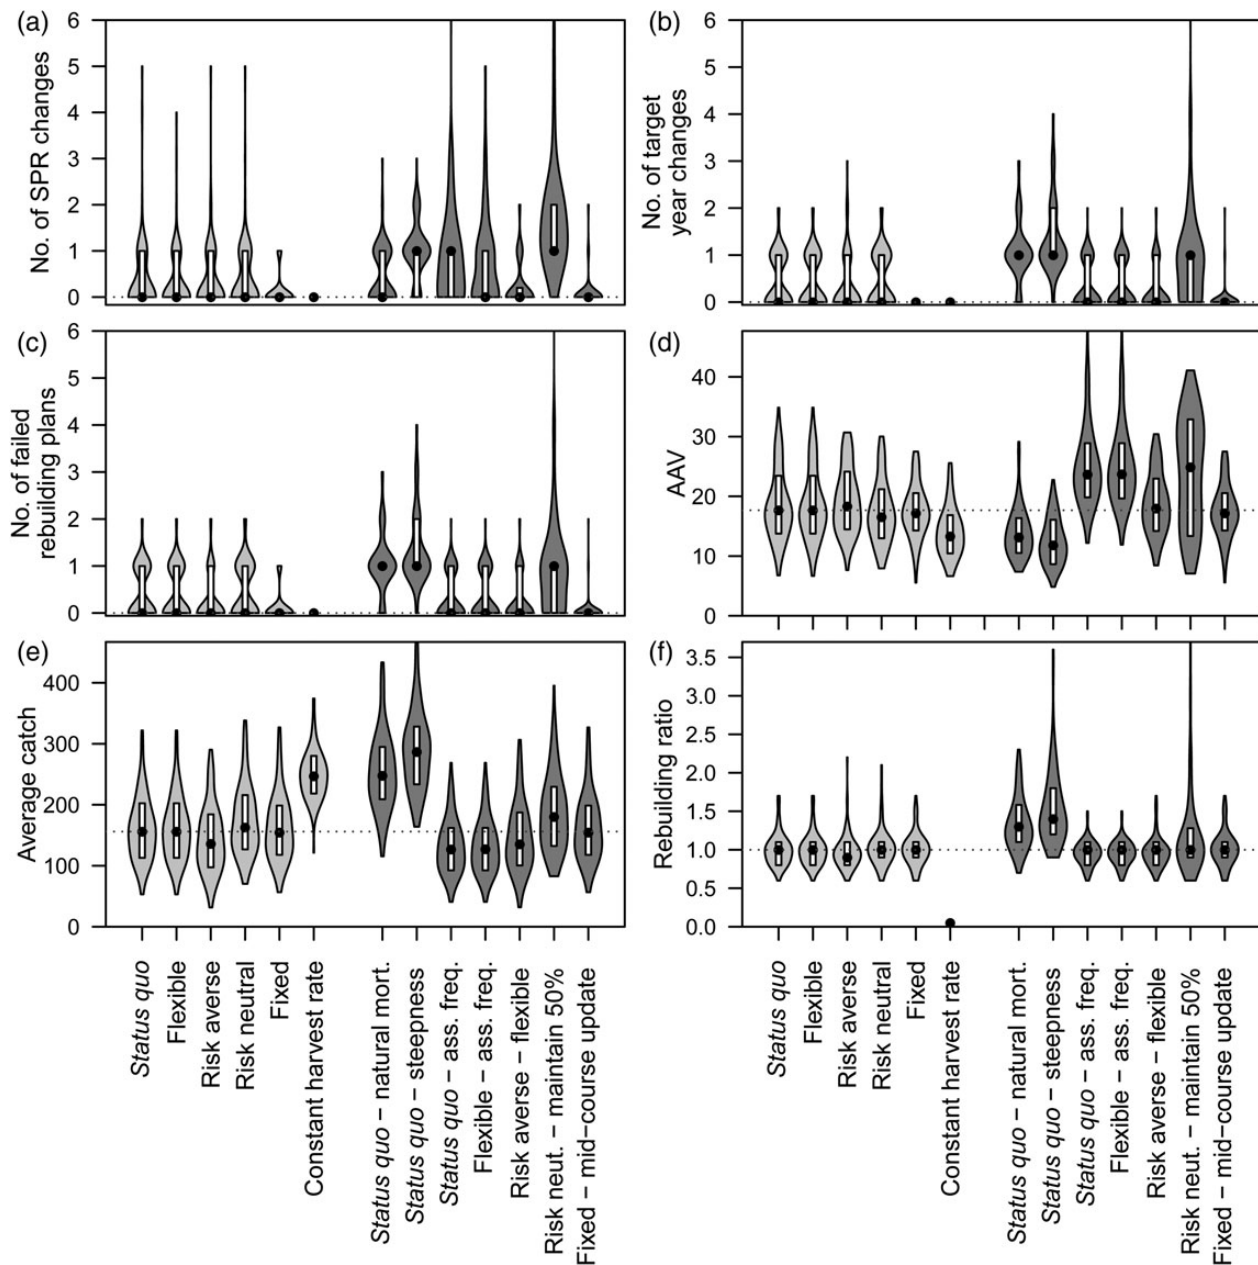 (a)
No. of SPR changes
6
5
4
3
2
1
0
(b)
No. of target
year changes
6
5
4
3
2
1
0
(c)
No. of failed
rebuilding plans
6
5
4
3
2
1
0
(d)
AAV
40
30
20
10
0
(e)
Average catch
400
300
200
100
0
(f)
Rebuilding ratio
3.5
3.0
2.5
2.0
1.5
1.0
0.5
0.0
Status quo
Flexible
Risk averse
Risk neutral
Fixed
Constant harvest rate
Status quo − natural mort.
Status quo − steepness
Status quo − ass. freq.
Flexible − ass. freq.
Risk averse − flexible
Risk neut. − maintain 50%
Fixed − mid−course update
Status quo
Flexible
Risk averse
Risk neutral
Fixed
Constant harvest rate
Status quo − natural mort.
Status quo − steepness
Status quo − ass. freq.
Flexible − ass. freq.
Risk averse − flexible
Risk neut. − maintain 50%
Fixed − mid−course update